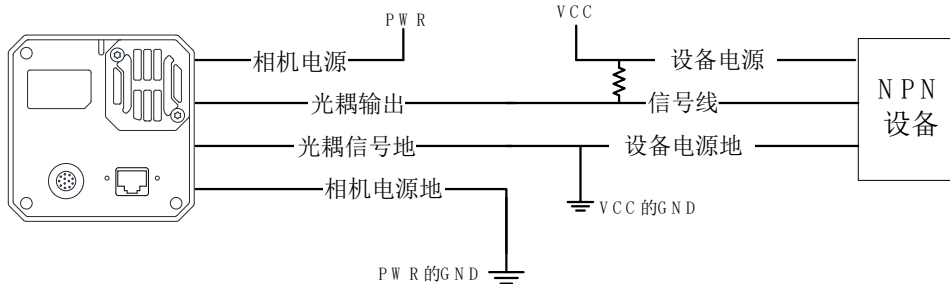 PWR
VCC
相机电源
设备电源
光耦输出
信号线
NPN
设备
光耦信号地
设备电源地
相机电源地
VCC的GND
PWR的GND